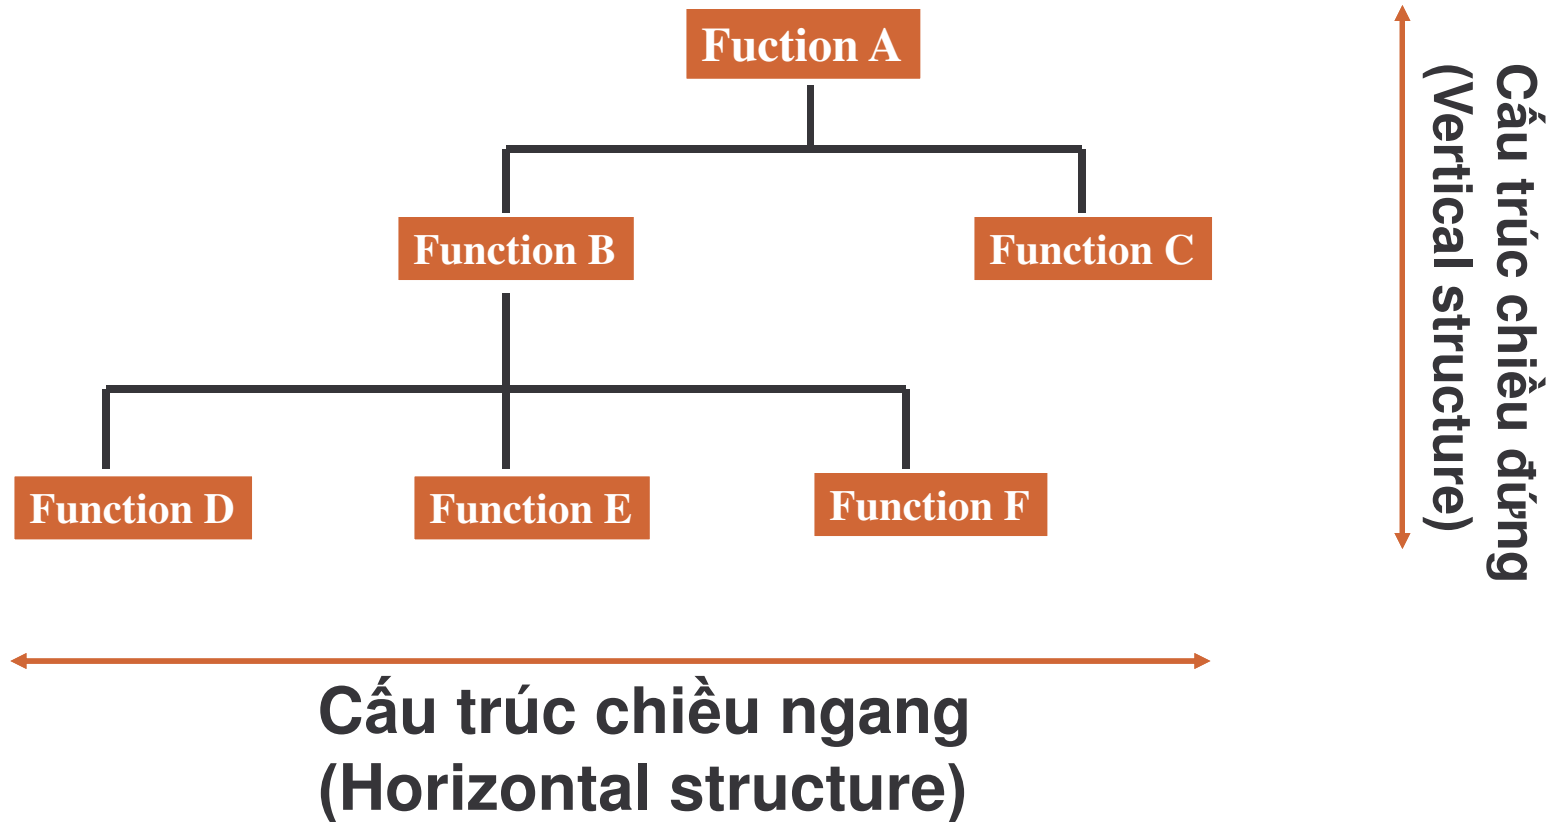 Fuction A
Function B
Function C
Function D
Function E
Function F
Cấu trúc chiều ngang
(Horizontal structure)
Cấu trúc chiều đứng
(Vertical structure)